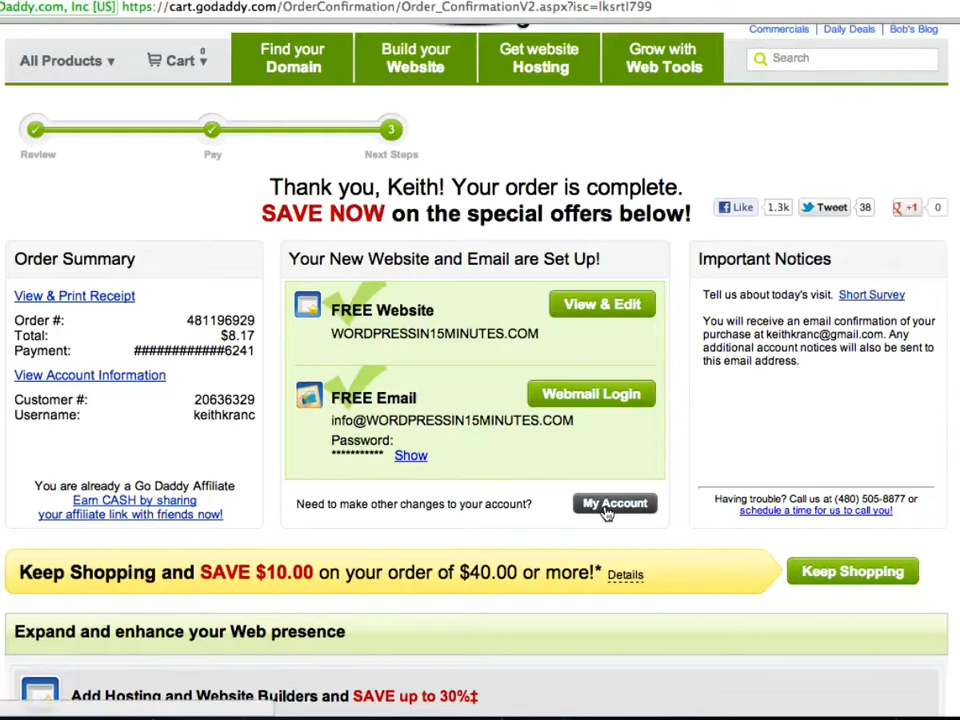 Daddy.com, Inc [US] https://cart.godaddy.com/OrderConfirmation/Order_ConfirmationV2.aspx?isc=lksrtl799
Commercials | Daily Deals | Bob's Blog
All Products ▾
Cart 0 ▾
Find your Domain
Build your Website
Get website Hosting
Grow with Web Tools
Search
3
Review
Pay
Next Steps
Thank you, Keith! Your order is complete.
SAVE NOW on the special offers below!
Like 1.3k Tweet 38 +1 0
Order Summary
View & Print Receipt
Order #: 481196929
Total: $8.17
Payment: ############6241
View Account Information
Customer #: 20636329
Username: keithkranc
You are already a Go Daddy Affiliate
Earn CASH by sharing
your affiliate link with friends now!
Your New Website and Email are Set Up!
FREE Website
View & Edit
WORDPRESSIN15MINUTES.COM
FREE Email
Webmail Login
info@WORDPRESSIN15MINUTES.COM
Password:
*********** Show
Need to make other changes to your account?
My Account
Important Notices
Tell us about today's visit. Short Survey
You will receive an email confirmation of your
purchase at keithkranc@gmail.com. Any
additional account notices will also be sent to
this email address.
Having trouble? Call us at (480) 505-8877 or
schedule a time for us to call you!
Keep Shopping and SAVE $10.00 on your order of $40.00 or more!* Details
Keep Shopping
Expand and enhance your Web presence
Add Hosting and Website Builders and SAVE up to 30%‡